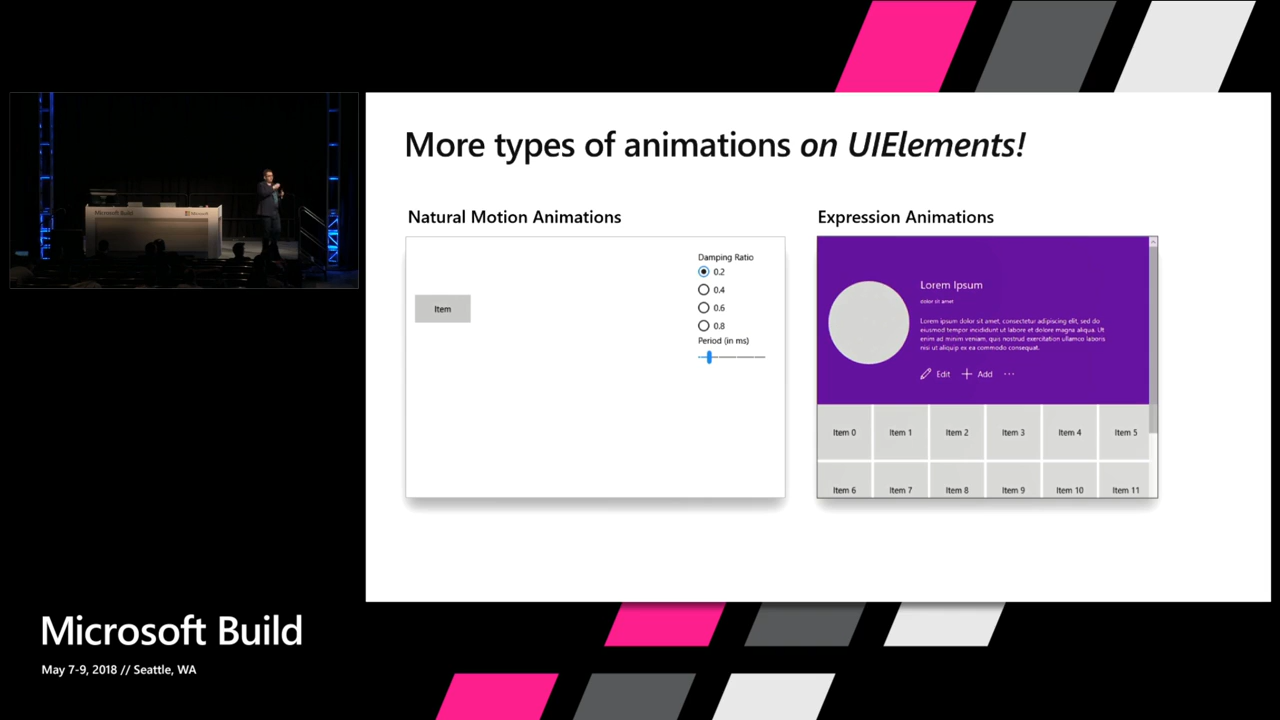 Microsoft Build
Microsoft
More types of animations on UIElements!
Natural Motion Animations
Item
Damping Ratio
0.2
0.4
0.6
0.8
Period (in ms)
Expression Animations
Lorem Ipsum
dolor sit amet
Lorem ipsum dolor sit amet, consectetur adipiscing elit, sed do
eiusmod tempor incididunt ut labore et dolore magna aliqua. Ut
enim ad minim veniam, quis nostrud exercitation ullamco laboris
nisi ut aliquip ex ea commodo consequat.
Edit Add ···
Item 0 Item 1 Item 2 Item 3 Item 4 Item 5
Item 6 Item 7 Item 8 Item 9 Item 10 Item 11
Microsoft Build
May 7-9, 2018 // Seattle, WA